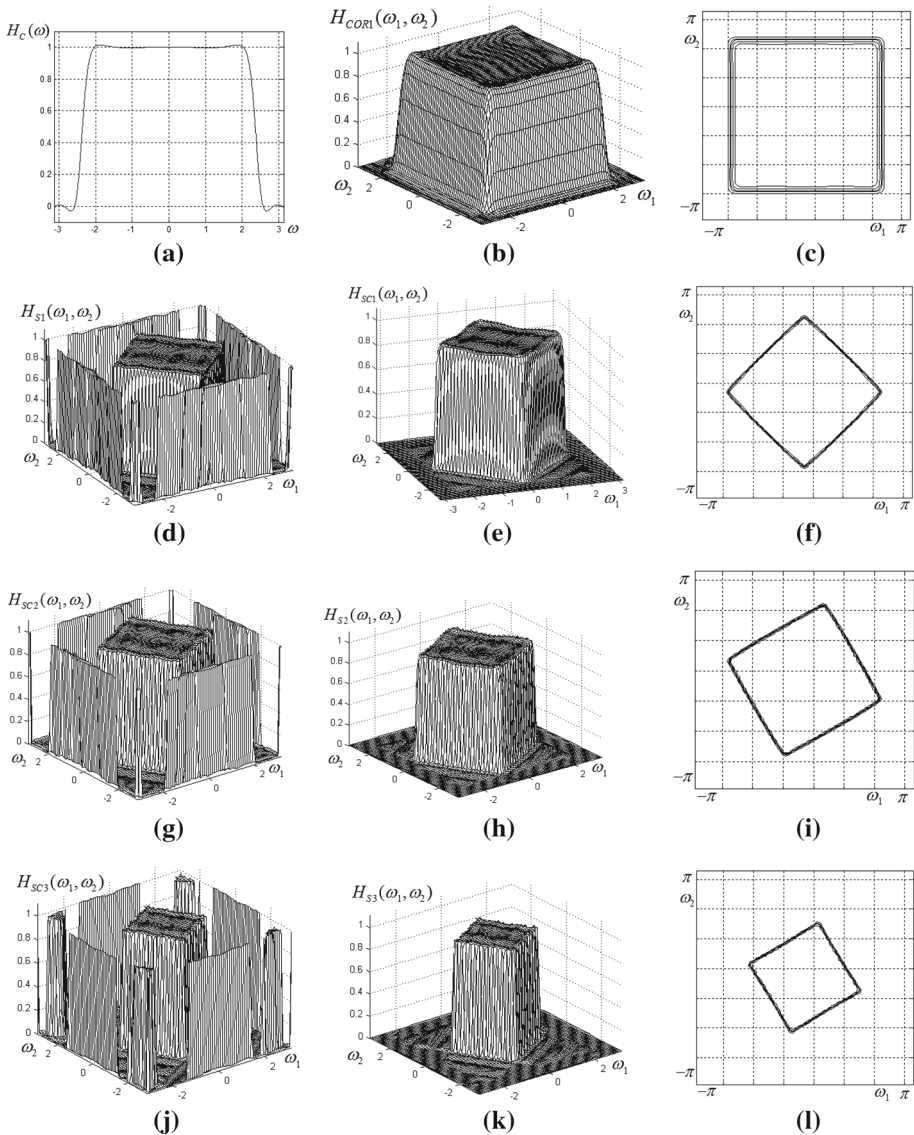 H_C(ω)
1
0.8
0.6
0.4
0.2
0
-3 -2 -1 0 1 2 3 ω
(a)
H_COR1(ω1, ω2)
1
0.8
0.6
0.4
0.2
0
ω2 2 0 -2
-2 0 2 ω1
(b)
π
ω2
-π
-π ω1 π
(c)
H_S1(ω1, ω2)
1
0.8
0.6
0.4
0.2
0
ω2 2 0 -2
-2 0 2 ω1
(d)
H_SC1(ω1, ω2)
1
0.8
0.6
0.4
0.2
0
ω2 2 0 -2
-3 -2 -1 0 1 2 3 ω1
(e)
π
ω2
-π
-π ω1 π
(f)
H_SC2(ω1, ω2)
1
0.8
0.6
0.4
0.2
0
ω2 2 0 -2
-2 0 2 ω1
(g)
H_S2(ω1, ω2)
1
0.8
0.6
0.4
0.2
0
ω2 2 0 -2
-2 0 2 ω1
(h)
π
ω2
-π
-π ω1 π
(i)
H_SC3(ω1, ω2)
1
0.8
0.6
0.4
0.2
0
ω2 2 0 -2
-2 0 2 ω1
(j)
H_S3(ω1, ω2)
1
0.8
0.6
0.4
0.2
0
ω2 2 0 -2
-2 0 2 ω1
(k)
π
ω2
-π
-π ω1 π
(l)